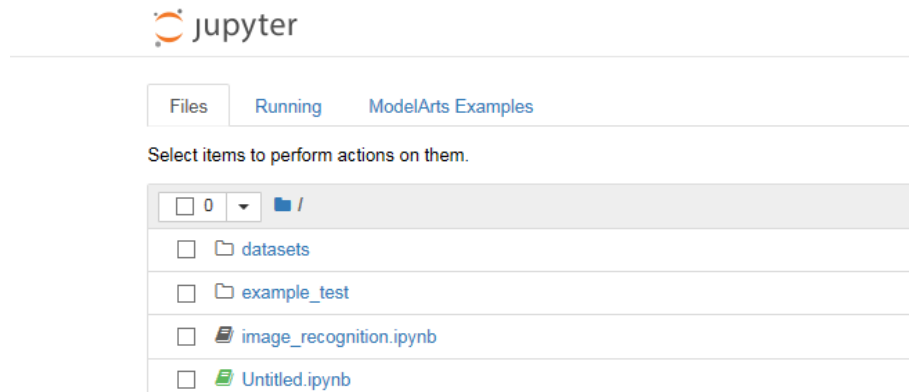 jupyter
Files Running ModelArts Examples
Select items to perform actions on them.
0 /
datasets
example_test
image_recognition.ipynb
Untitled.ipynb